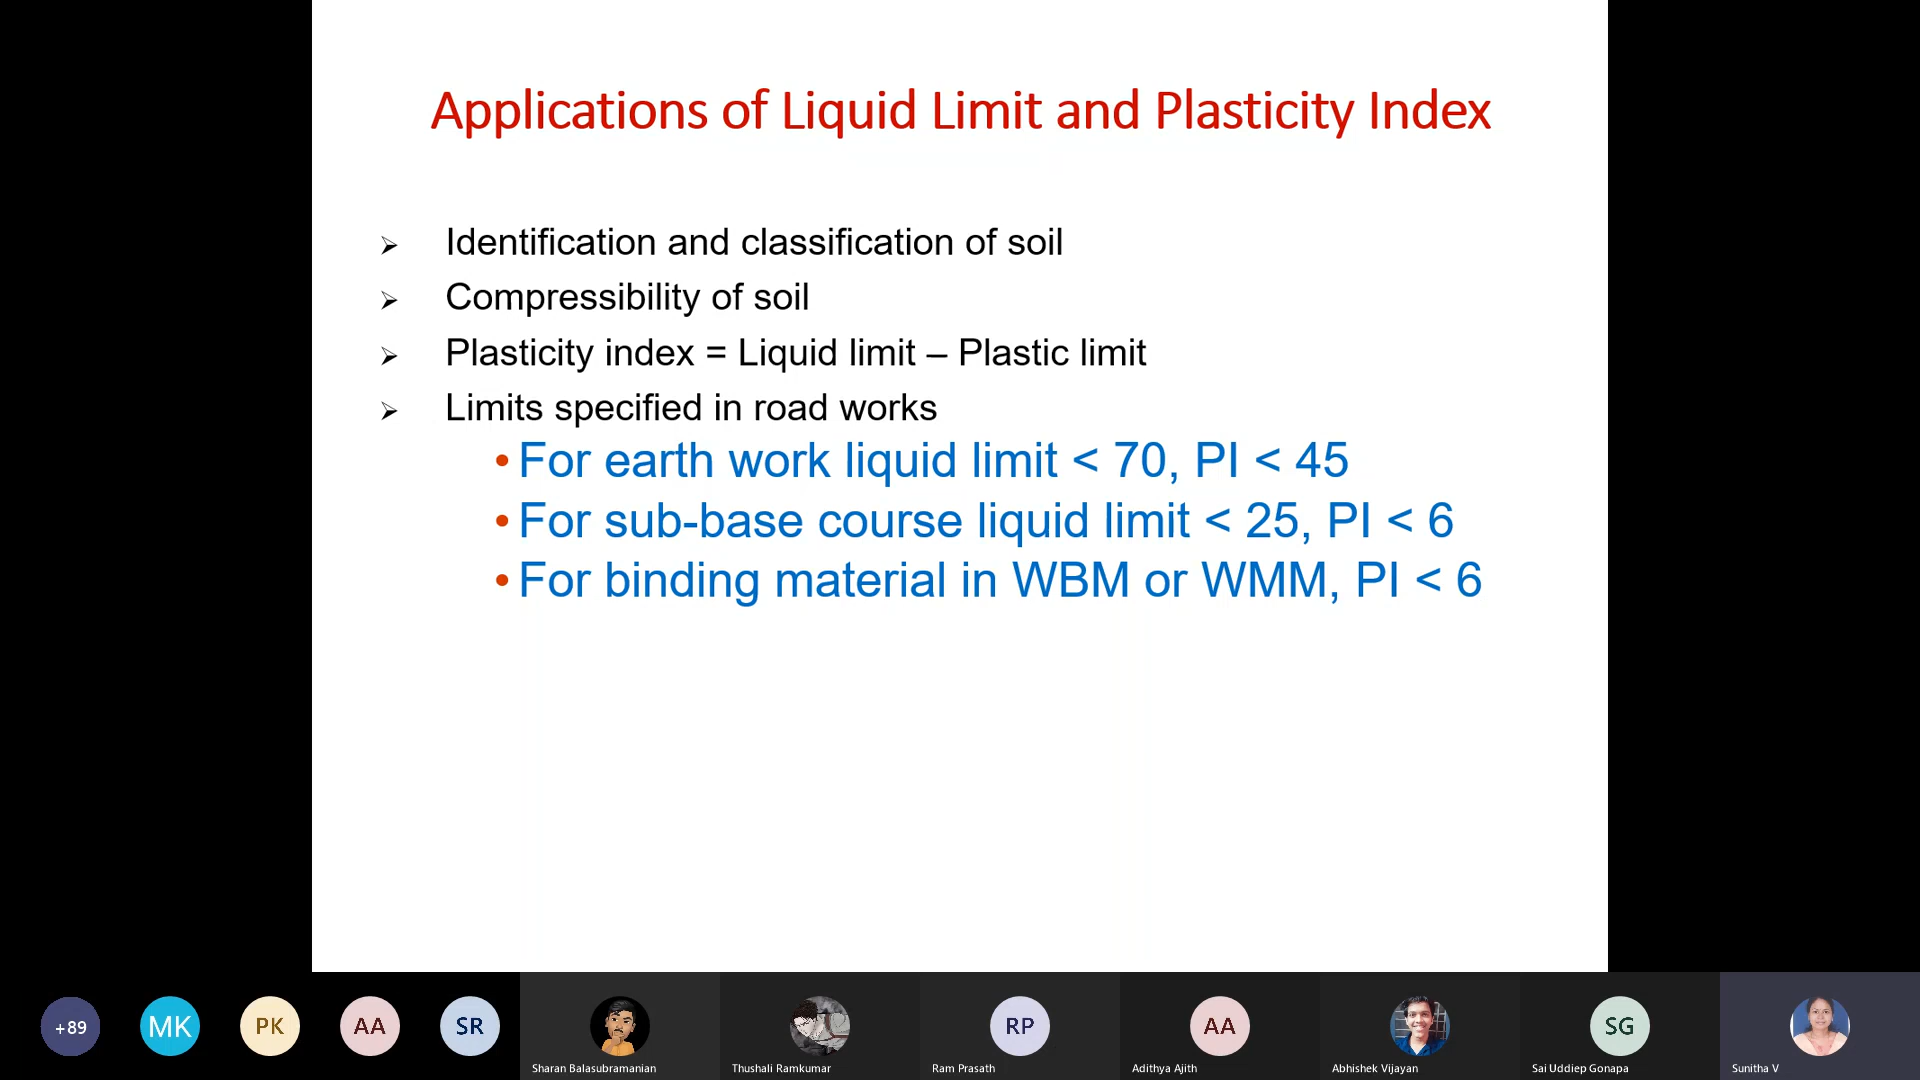 Applications of Liquid Limit and Plasticity Index
➢ Identification and classification of soil
➢ Compressibility of soil
➢ Plasticity index = Liquid limit – Plastic limit
➢ Limits specified in road works
• For earth work liquid limit < 70, PI < 45
• For sub-base course liquid limit < 25, PI < 6
• For binding material in WBM or WMM, PI < 6
+89 MK PK AA SR RP AA SG
Sharan Balasubramanian Thushali Ramkumar Ram Prasath Adithya Ajith Abhishek Vijayan Sai Uddiep Gonapa Sunitha V